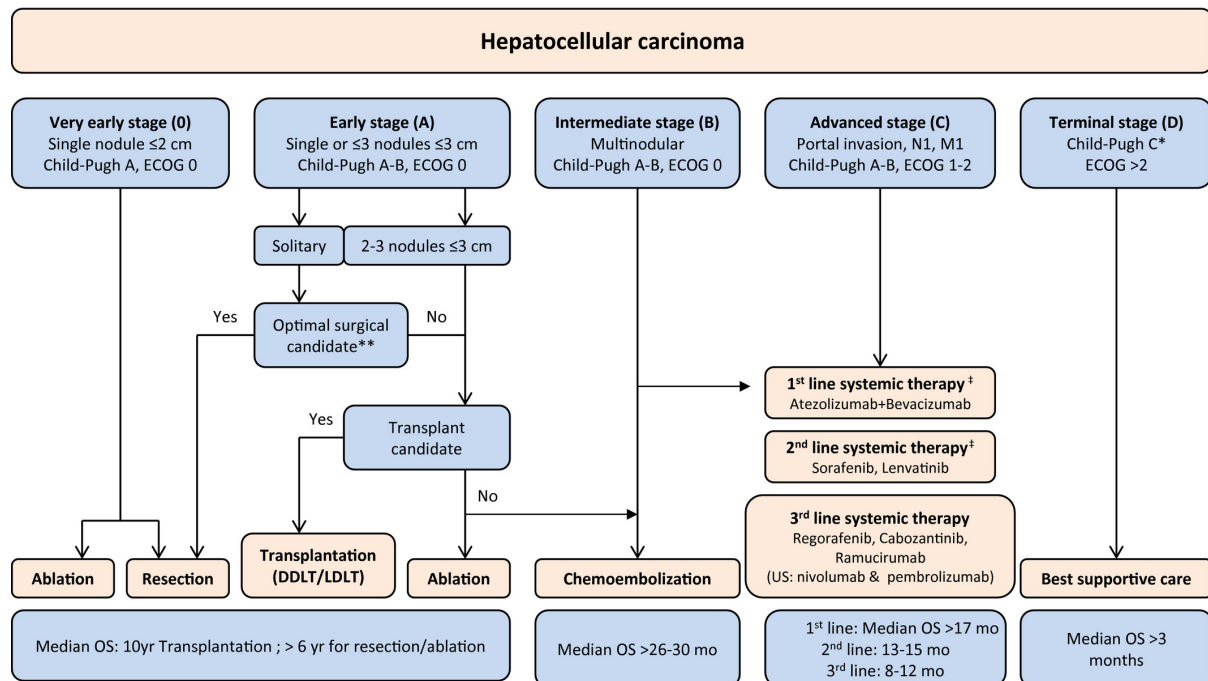 Hepatocellular carcinoma
Very early stage (0)
Single nodule ≤2 cm
Child-Pugh A, ECOG 0
Early stage (A)
Single or ≤3 nodules ≤3 cm
Child-Pugh A-B, ECOG 0
Intermediate stage (B)
Multinodular
Child-Pugh A-B, ECOG 0
Advanced stage (C)
Portal invasion, N1, M1
Child-Pugh A-B, ECOG 1-2
Terminal stage (D)
Child-Pugh C*
ECOG >2
Solitary
2-3 nodules ≤3 cm
Yes
Optimal surgical
candidate**
No
Yes
Transplant
candidate
No
1st line systemic therapy ‡
Atezolizumab+Bevacizumab
2nd line systemic therapy‡
Sorafenib, Lenvatinib
3rd line systemic therapy
Regorafenib, Cabozantinib,
Ramucirumab
(US: nivolumab & pembrolizumab)
Ablation
Resection
Transplantation
(DDLT/LDLT)
Ablation
Chemoembolization
Best supportive care
Median OS: 10yr Transplantation ; > 6 yr for resection/ablation
Median OS >26-30 mo
1st line: Median OS >17 mo
2nd line: 13-15 mo
3rd line: 8-12 mo
Median OS >3
months